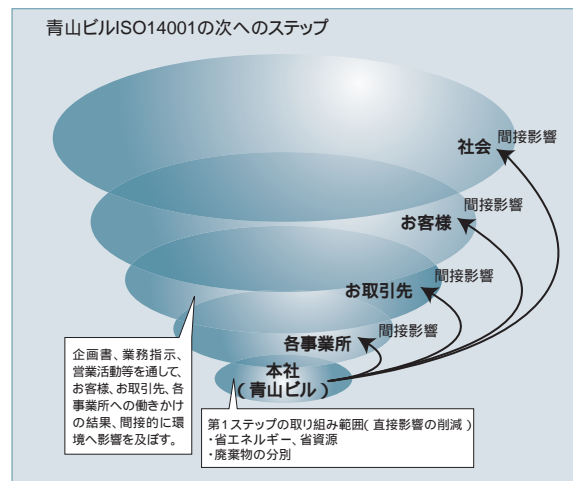 青山ビルISO14001の次へのステップ
間接影響
社会
間接影響
お客様
間接影響
お取引先
間接影響
各事業所
本社
(青山ビル)
企画書、業務指示、
営業活動等を通して、
お客様、お取引先、各
事業所への働きかけ
の結果、間接的に環
境へ影響を及ぼす。
第1ステップの取り組み範囲(直接影響の削減)
・省エネルギー、省資源
・廃棄物の分別